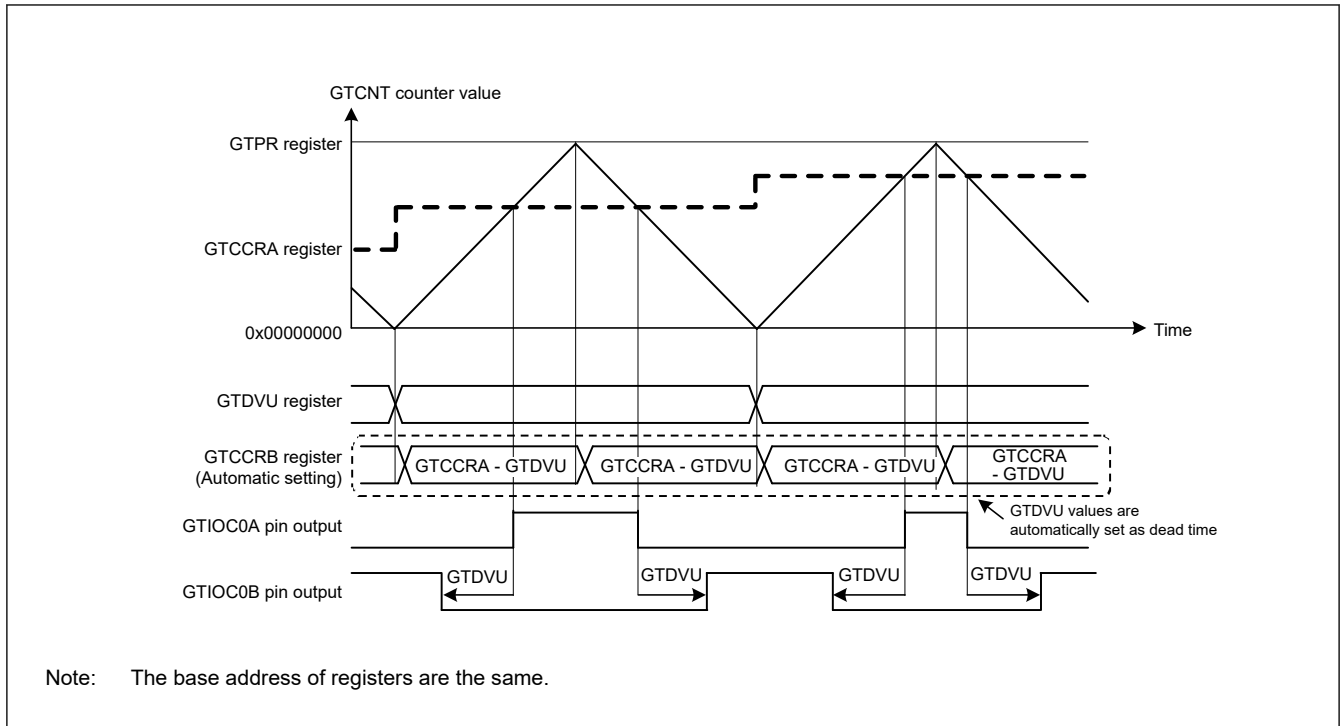 GTCNT counter value
GTPR register
GTCCRA register
0x00000000
Time
GTDVU register
GTCCRB register
(Automatic setting)
GTCCRA - GTDVU
GTCCRA - GTDVU
GTCCRA - GTDVU
GTCCRA
- GTDVU
GTDVU values are
automatically set as dead time
GTIOC0A pin output
GTIOC0B pin output
GTDVU
GTDVU
GTDVU
GTDVU
Note: The base address of registers are the same.